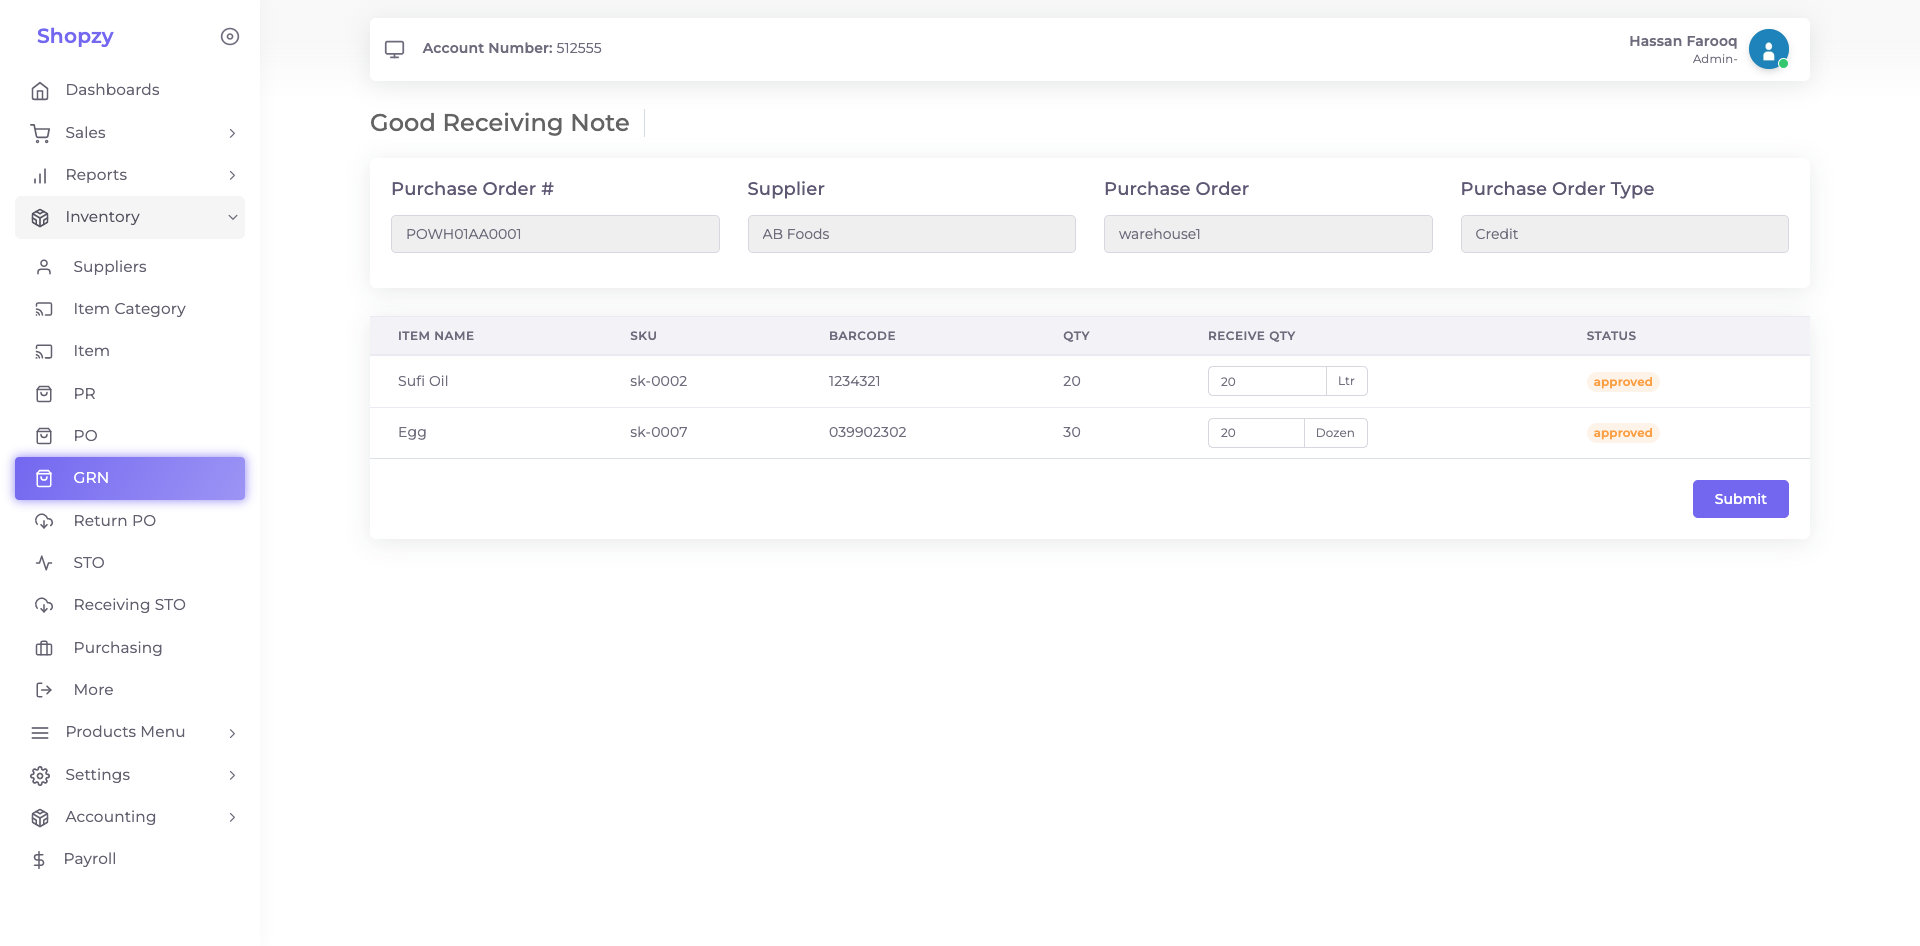 Shopzy
Dashboards
Sales
Reports
Inventory
Suppliers
Item Category
Item
PR
PO
GRN
Return PO
STO
Receiving STO
Purchasing
More
Products Menu
Settings
Accounting
Payroll
Account Number: 512555
Hassan Farooq
Admin-
Good Receiving Note
Purchase Order # Supplier Purchase Order Purchase Order Type
POWH01AA0001 AB Foods warehouse1 Credit
ITEM NAME SKU BARCODE QTY RECEIVE QTY STATUS
Sufi Oil sk-0002 1234321 20 20 Ltr approved
Egg sk-0007 039902302 30 20 Dozen approved
Submit